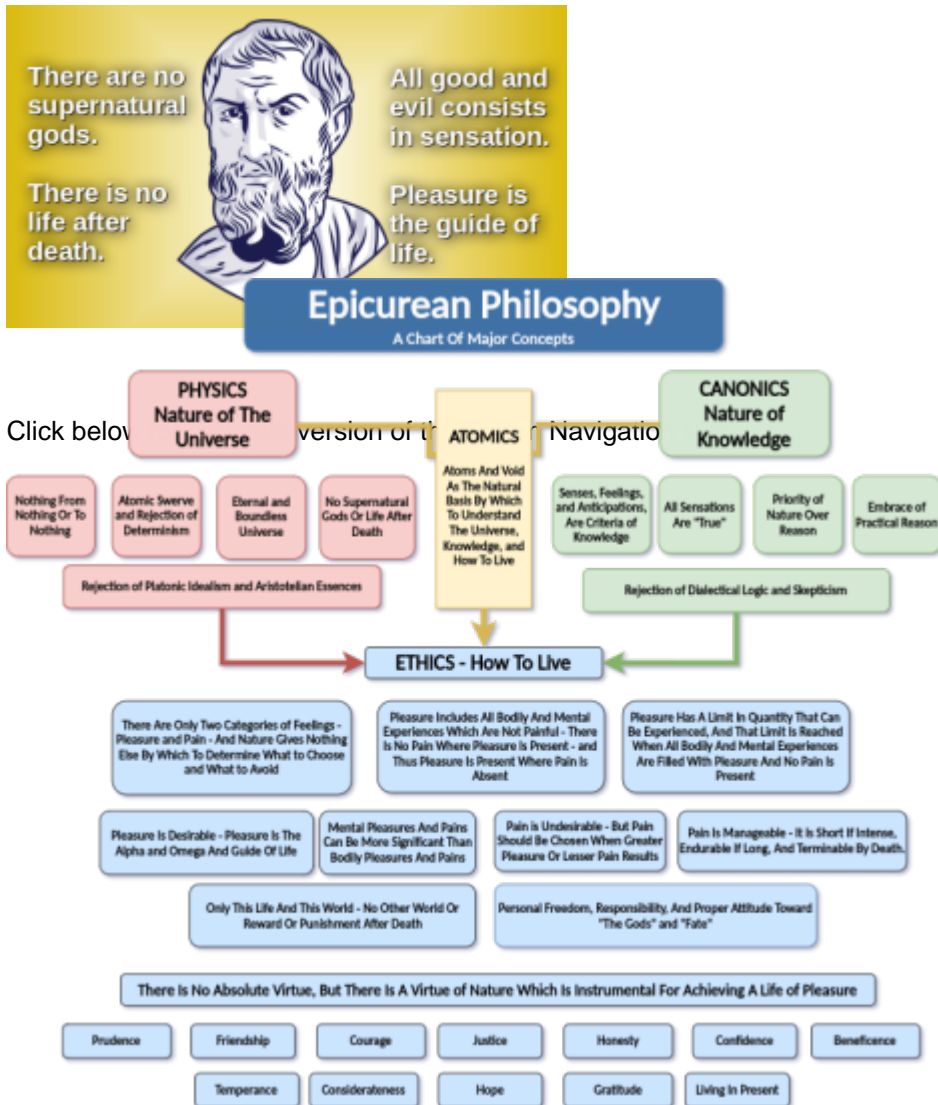 There are no
supernatural
gods.
There is no
life after
death.
All good and
evil consists
in sensation.
Pleasure is
the guide of
life.
Epicurean Philosophy
A Chart Of Major Concepts
Click below
version of th
Navigatio
PHYSICS
Nature of The
Universe
ATOMICS
Atoms And Void
As The Natural
Basis By Which
To Understand
The Universe,
Knowledge, and
How To Live
CANONICS
Nature of
Knowledge
Nothing From
Nothing Or To
Nothing
Atomic Swerve
and Rejection of
Determinism
Eternal and
Boundless
Universe
No Supernatural
Gods Or Life After
Death
Senses, Feelings,
and Anticipations,
Are Criteria of
Knowledge
All Sensations
Are "True"
Priority of
Nature Over
Reason
Embrace of
Practical Reason
Rejection of Platonic Idealism and Aristotelian Essences
Rejection of Dialectical Logic and Skepticism
ETHICS - How To Live
There Are Only Two Categories of Feelings -
Pleasure and Pain - And Nature Gives Nothing
Else By Which To Determine What to Choose
and What to Avoid
Pleasure Includes All Bodily And Mental
Experiences Which Are Not Painful - There
Is No Pain Where Pleasure Is Present - and
Thus Pleasure Is Present Where Pain Is
Absent
Pleasure Has A Limit In Quantity That Can
Be Experienced, And That Limit Is Reached
When All Bodily And Mental Experiences
Are Filled With Pleasure And No Pain Is
Present
Pleasure Is Desirable - Pleasure Is The
Alpha and Omega And Guide Of Life
Mental Pleasures And Pains
Can Be More Significant Than
Bodily Pleasures And Pains
Pain is Undesirable - But Pain
Should Be Chosen When Greater
Pleasure Or Lesser Pain Results
Pain Is Manageable - It Is Short If Intense,
Endurable If Long, And Terminable By Death.
Only This Life And This World - No Other World Or
Reward Or Punishment After Death
Personal Freedom, Responsibility, And Proper Attitude Toward
"The Gods" and "Fate"
There Is No Absolute Virtue, But There Is A Virtue of Nature Which Is Instrumental For Achieving A Life of Pleasure
Prudence
Friendship
Courage
Justice
Honesty
Confidence
Beneficence
Temperance
Considerateness
Hope
Gratitude
Living In Present